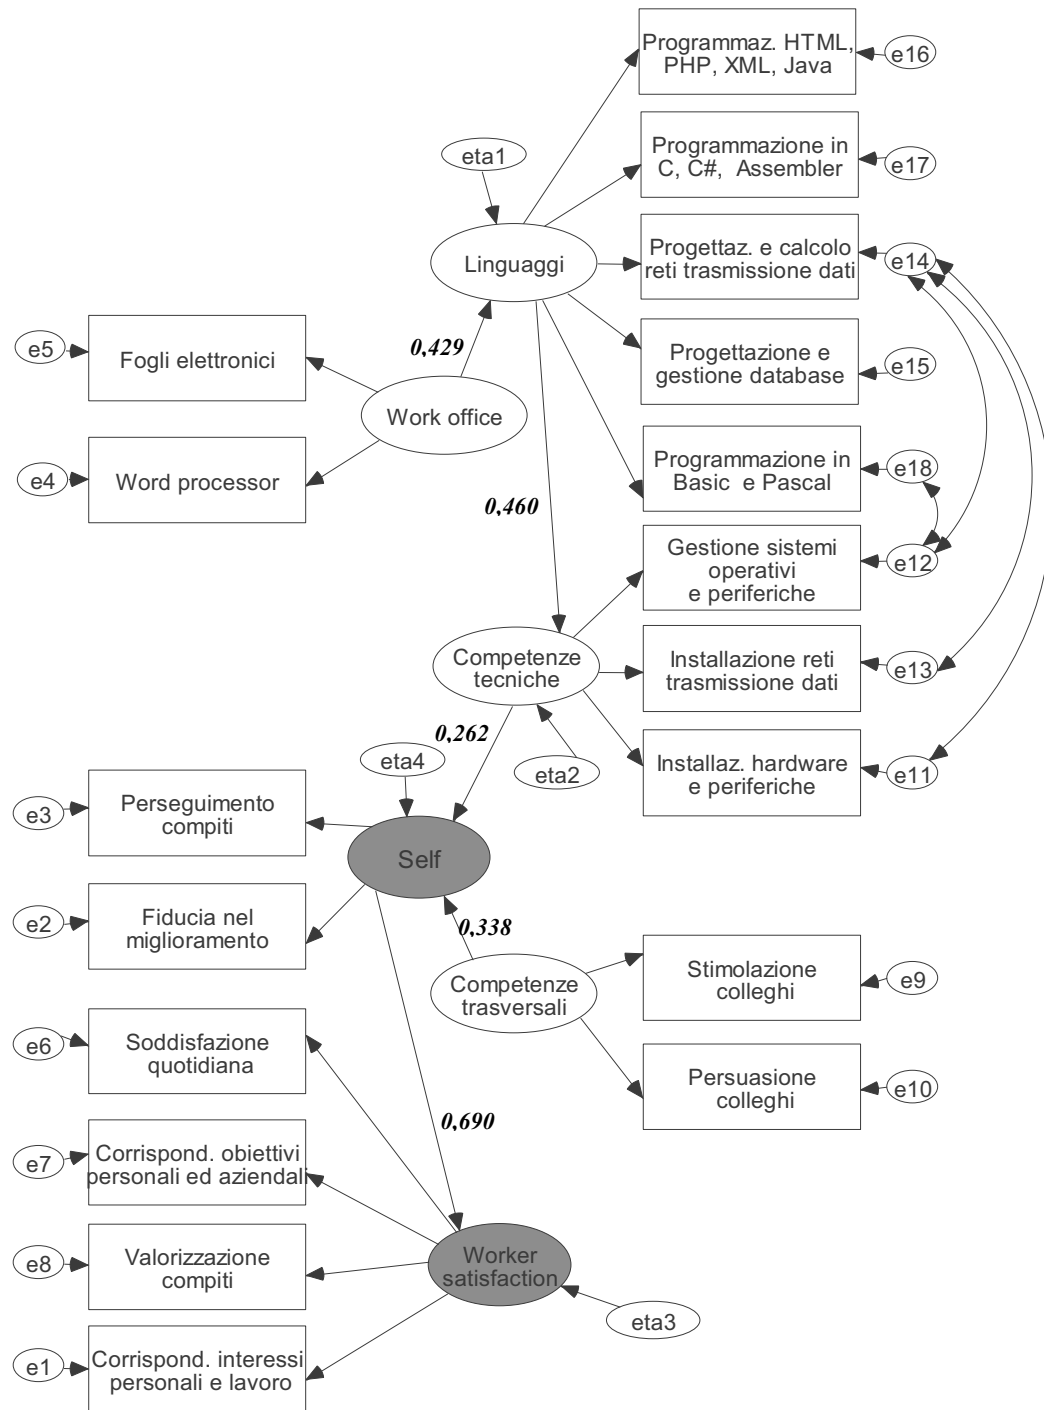 Programmaz. HTML,
PHP, XML, Java
e16
eta1
Programmazione in
C, C#, Assembler
e17
Linguaggi
Progettaz. e calcolo
reti trasmissione dati
e14
e5
Fogli elettronici
0,429
Progettazione e
gestione database
e15
Work office
e4
Word processor
Programmazione in
Basic e Pascal
e18
0,460
Gestione sistemi
operativi
e periferiche
e12
Competenze
tecniche
Installazione reti
trasmissione dati
e13
0,262
eta4
eta2
Installaz. hardware
e periferiche
e11
e3
Perseguimento
compiti
Self
e2
Fiducia nel
miglioramento
0,338
Competenze
trasversali
Stimolazione
colleghi
e9
e6
Soddisfazione
quotidiana
Persuasione
colleghi
e10
0,690
e7
Corrispond. obiettivi
personali ed aziendali
e8
Valorizzazione
compiti
Worker
satisfaction
eta3
e1
Corrispond. interessi
personali e lavoro